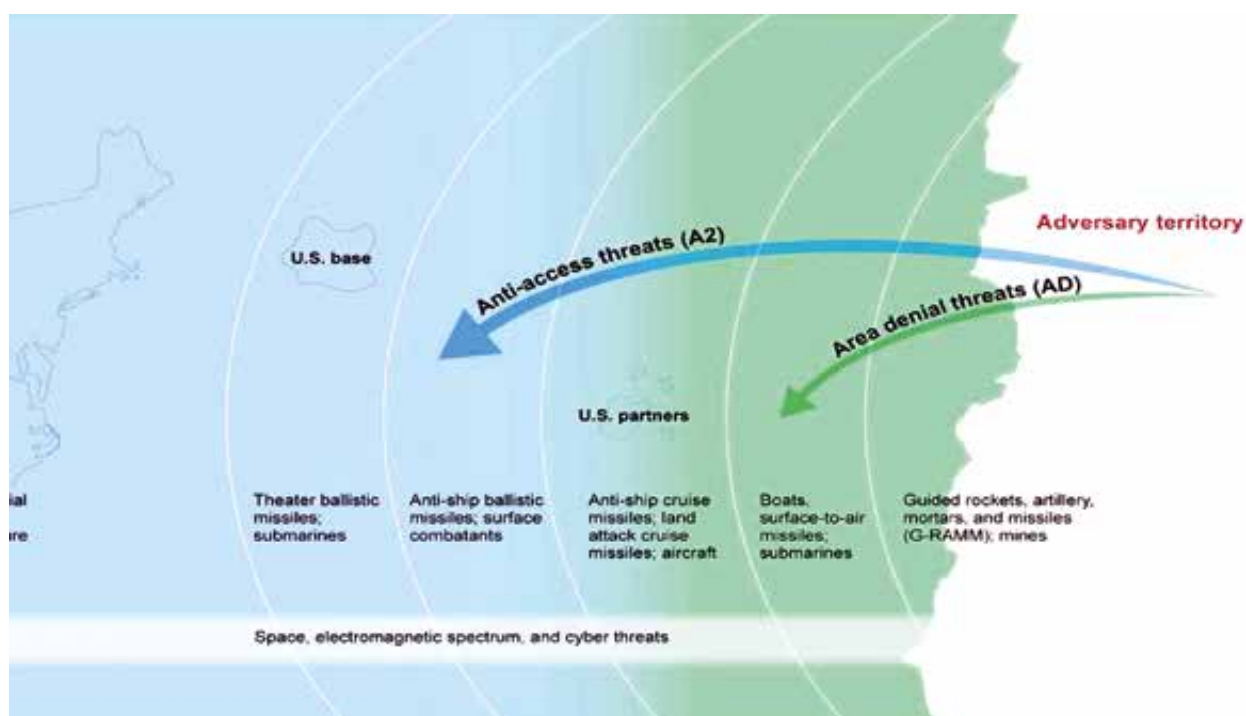 Adversary territory
U.S. base
Anti-access threats (A2)
Area denial threats (AD)
U.S. partners
ial
re
Theater ballistic
missiles;
submarines
Anti-ship ballistic
missiles; surface
combatants
Anti-ship cruise
missiles; land
attack cruise
missiles; aircraft
Boats,
surface-to-air
missiles;
submarines
Guided rockets, artillery,
mortars, and missiles
(G-RAMM); mines
Space, electromagnetic spectrum, and cyber threats